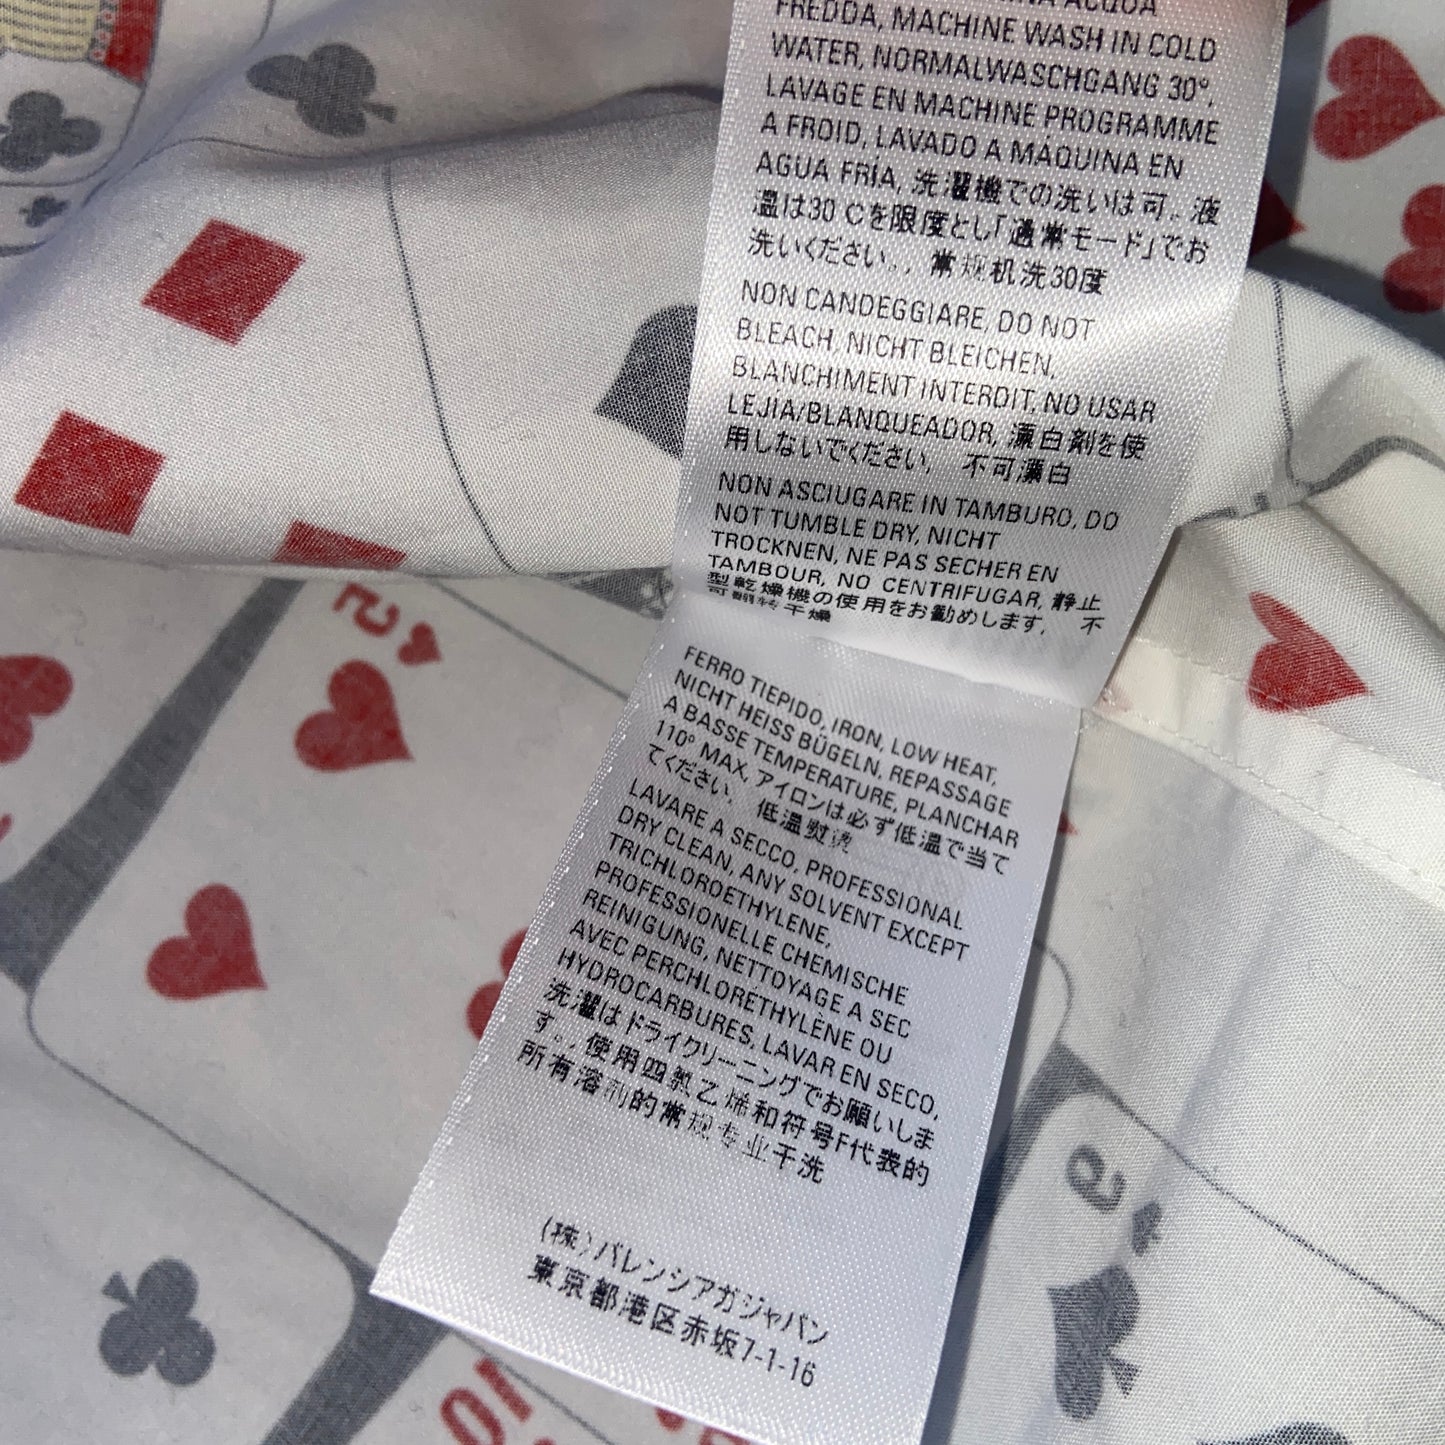 ACQUA
FREDDA, MACHINE WASH IN COLD
WATER, NORMALWASCHGANG 30°,
LAVAGE EN MACHINE PROGRAMME
A FROID, LAVADO A MÁQUINA EN
AGUA FRÍA, 洗濯機での洗いは可。液
温は30 Cを限度とし「通常モード」でお
洗いください。, 常规机洗30度
NON CANDEGGIARE, DO NOT
BLEACH, NICHT BLEICHEN,
BLANCHIMENT INTERDIT, NO USAR
LEJIA/BLANQUEADOR, 漂白剤を使
用しないでください, 不可漂白
NON ASCIUGARE IN TAMBURO, DO
NOT TUMBLE DRY, NICHT
TROCKNEN, NE PAS SECHER EN
TAMBOUR, NO CENTRIFUGAR, 静止
型乾燥機の使用をお勧めします, 不
可翻转干燥
FERRO TIEPIDO, IRON, LOW HEAT,
NICHT HEISS BÜGELN, REPASSAGE
A BASSE TEMPERATURE, PLANCHAR
110° MAX, アイロンは必ず低温で当て
てください, 低温熨烫
LAVARE A SECCO, PROFESSIONAL
DRY CLEAN, ANY SOLVENT EXCEPT
TRICHLOROETHYLENE,
PROFESSIONELLE CHEMISCHE
REINIGUNG, NETTOYAGE A SEC
AVEC PERCHLORETHYLÈNE OU
HYDROCARBURES, LAVAR EN SECO,
洗濯はドライクリーニングでお願いしま
す。, 使用四氯乙烯和符号F代表的
所有溶剂的常规专业干洗
(株)バレンシアガジャパン
東京都港区赤坂7-1-16
5
9
10